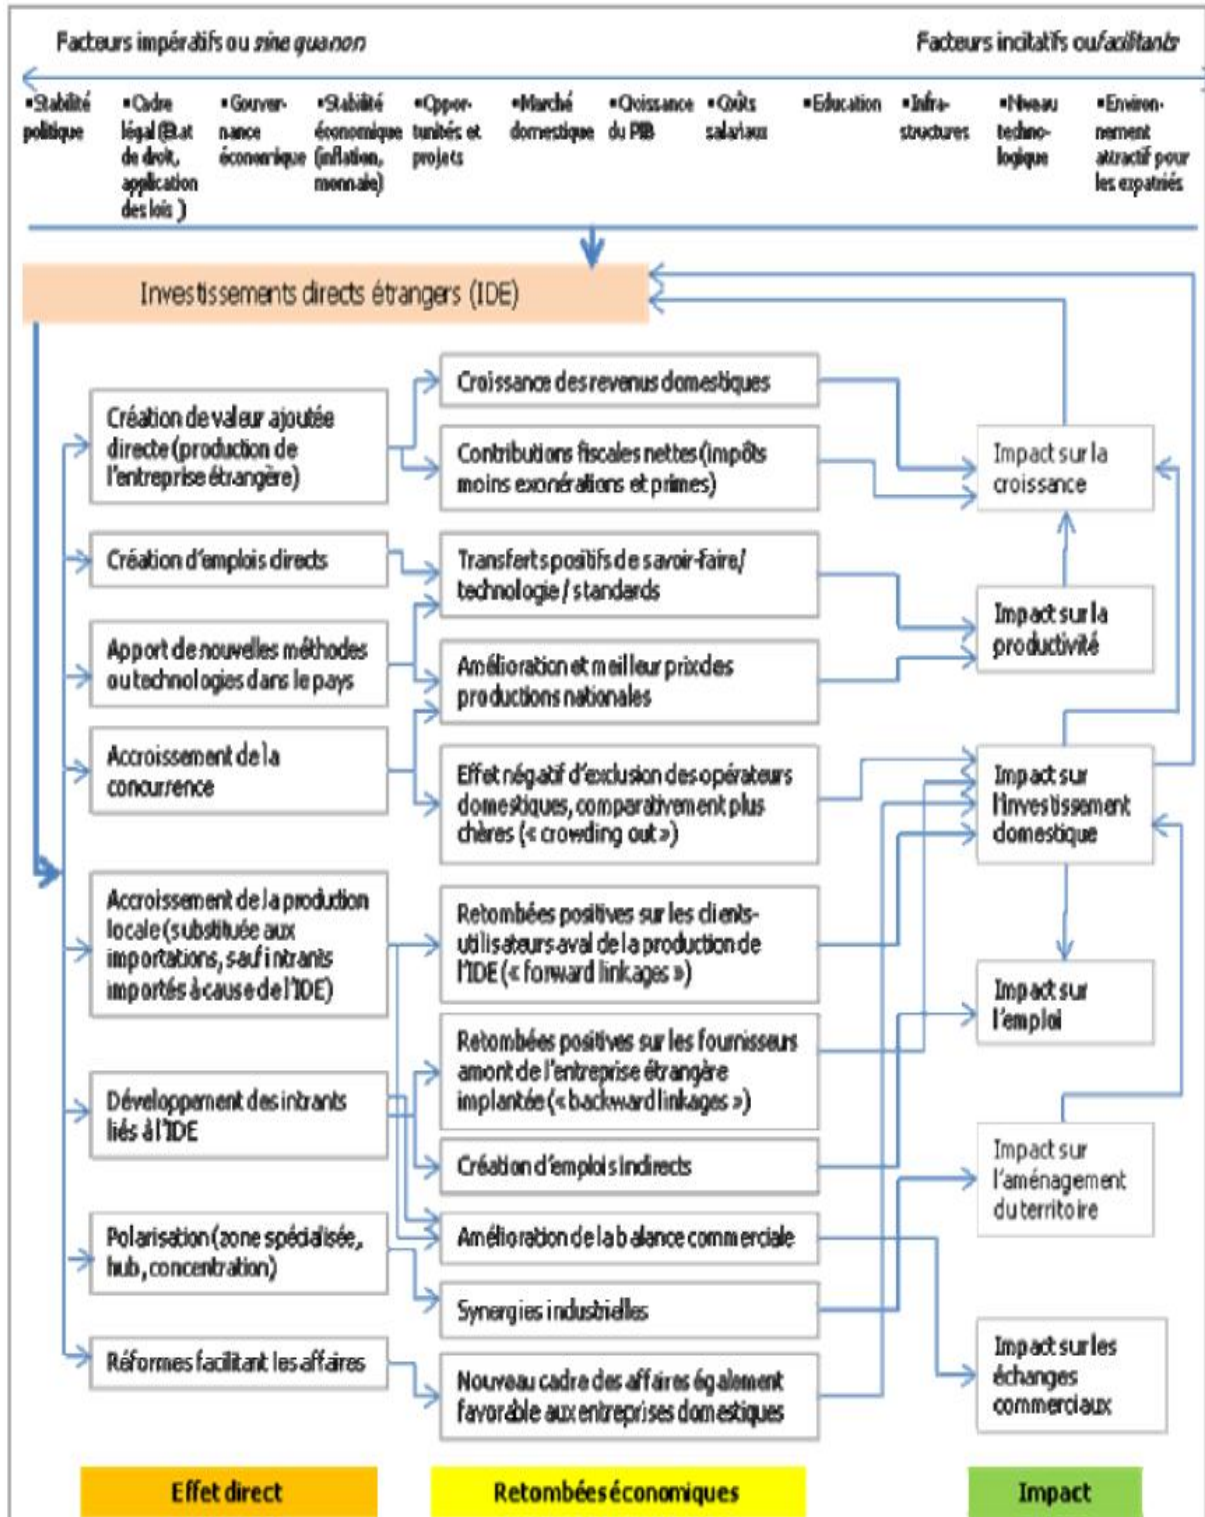 Facteurs impératifs ou sine quanon
Facteurs incitatifs ou facilitants
▪Stabilité
politique
▪Cadre
légal (Etat
de droit,
application
des lois )
▪Gouver-
nance
économique
▪Stabilité
économique
(inflation,
monnaie)
▪Oppor-
tunités et
projets
▪Marché
domestique
▪Croissance
du PIB
▪Coûts
salariaux
▪Education
▪Infra-
structures
▪Niveau
techno-
logique
▪Environ-
nement
attractif pour
les expatriés
Investissements directs étrangers (IDE)
Création de valeur ajoutée
directe (production de
l'entreprise étrangère)
Création d'emplois directs
Apport de nouvelles méthodes
ou technologies dans le pays
Accroissement de la
concurrence
Accroissement de la production
locale (substituée aux
importations, sauf intrants
importés à cause de l'IDE)
Développement des intrants
liés à l'IDE
Polarisation (zone spécialisée,
hub, concentration)
Réformes facilitant les affaires
Croissance des revenus domestiques
Contributions fiscales nettes (impôts
moins exonérations et primes)
Transferts positifs de savoir-faire/
technologie / standards
Amélioration et meilleur prix des
productions nationales
Effet négatif d'exclusion des opérateurs
domestiques, comparativement plus
chères (« crowding out »)
Retombées positives sur les clients-
utilisateurs aval de la production de
l'IDE (« forward linkages »)
Retombées positives sur les fournisseurs
amont de l'entreprise étrangère
implantée (« backward linkages »)
Création d'emplois indirects
Amélioration de la balance commerciale
Synergies industrielles
Nouveau cadre des affaires également
favorable aux entreprises domestiques
Impact sur la
croissance
Impact sur la
productivité
Impact sur
l'investissement
domestique
Impact sur
l'emploi
Impact sur
l'aménagement
du territoire
Impact sur les
échanges
commerciaux
Effet direct
Retombées économiques
Impact